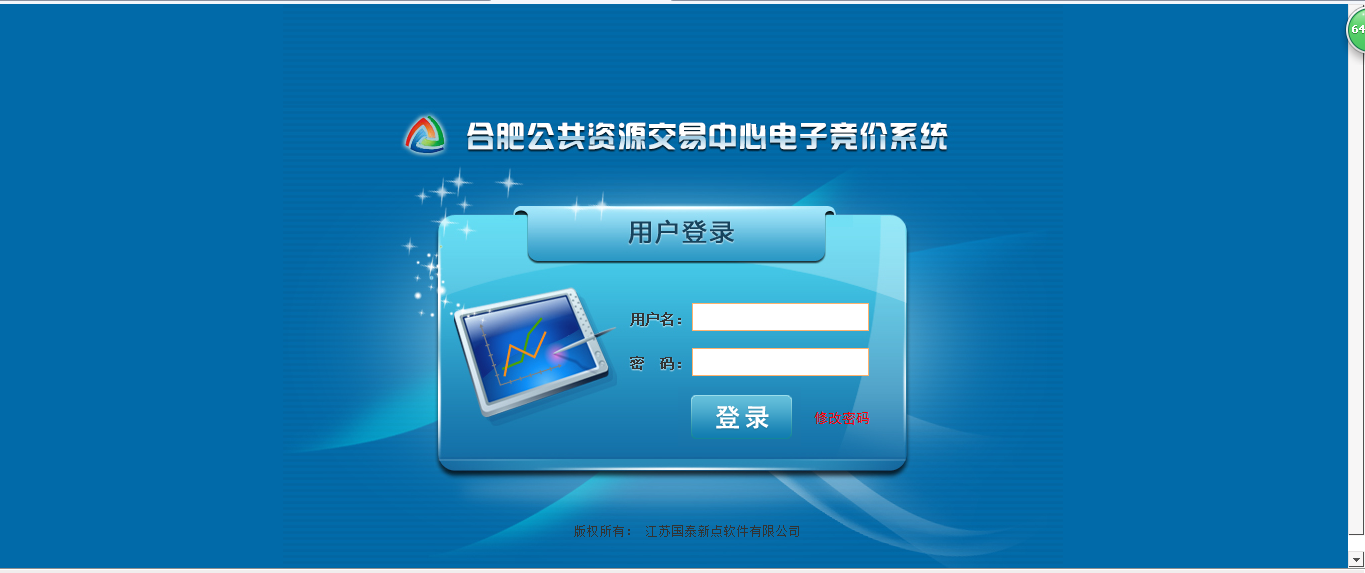 64
合肥公共资源交易中心电子竞价系统
用户登录
用户名：
密 码：
登录 修改密码
版权所有： 江苏国泰新点软件有限公司